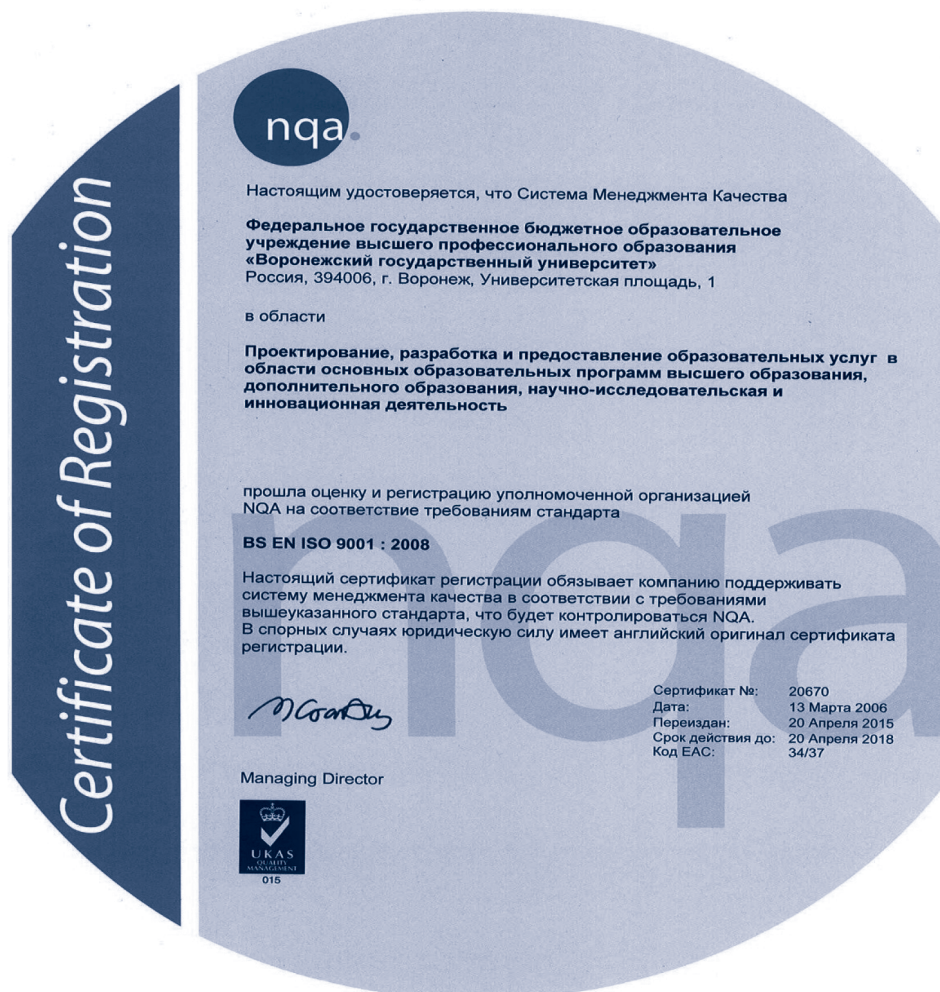 Certificate of Registration
nqa.
Настоящим удостоверяется, что Система Менеджмента Качества
Федеральное государственное бюджетное образовательное
учреждение высшего профессионального образования
«Воронежский государственный университет»
Россия, 394006, г. Воронеж, Университетская площадь, 1
в области
Проектирование, разработка и предоставление образовательных услуг в
области основных образовательных программ высшего образования,
дополнительного образования, научно-исследовательская и
инновационная деятельность
прошла оценку и регистрацию уполномоченной организацией
NQA на соответствие требованиям стандарта
BS EN ISO 9001 : 2008
Настоящий сертификат регистрации обязывает компанию поддерживать
систему менеджмента качества в соответствии с требованиями
вышеуказанного стандарта, что будет контролироваться NQA.
В спорных случаях юридическую силу имеет английский оригинал сертификата
регистрации.
nqa
Сертификат №: 20670
Дата: 13 Марта 2006
Переиздан: 20 Апреля 2015
Срок действия до: 20 Апреля 2018
Код EAC: 34/37
Managing Director
UKAS
QUALITY
MANAGEMENT
015